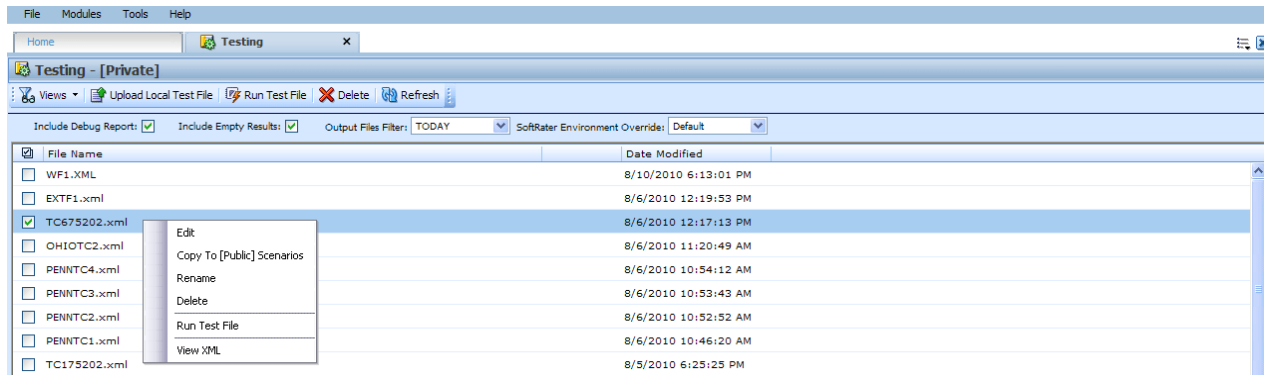 File Modules Tools Help
Home Testing x
Testing - [Private]
Views Upload Local Test File Run Test File Delete Refresh
Include Debug Report: Include Empty Results: Output Files Filter: TODAY SoftRater Environment Override: Default
File Name Date Modified
WF1.XML 8/10/2010 6:13:01 PM
EXTF1.xml 8/6/2010 12:19:53 PM
TC675202.xml 8/6/2010 12:17:13 PM
Edit
OHIOTC2.xml 8/6/2010 11:20:49 AM
Copy To [Public] Scenarios
PENNTC4.xml 8/6/2010 10:54:12 AM
Rename
PENNTC3.xml 8/6/2010 10:53:43 AM
Delete
PENNTC2.xml 8/6/2010 10:52:52 AM
Run Test File
PENNTC1.xml 8/6/2010 10:46:20 AM
View XML
TC175202.xml 8/5/2010 6:25:25 PM